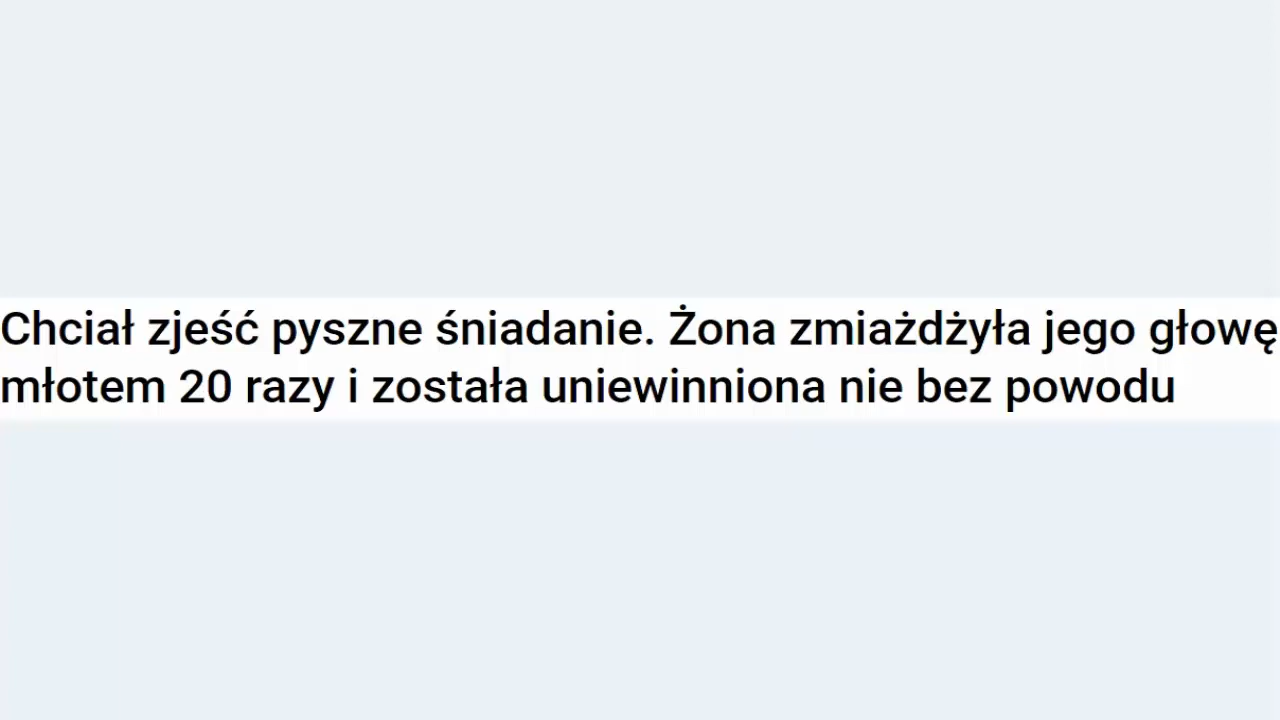 Chciał zjeść pyszne śniadanie. Żona zmiażdżyła jego głowę
młotem 20 razy i została uniewinniona nie bez powodu